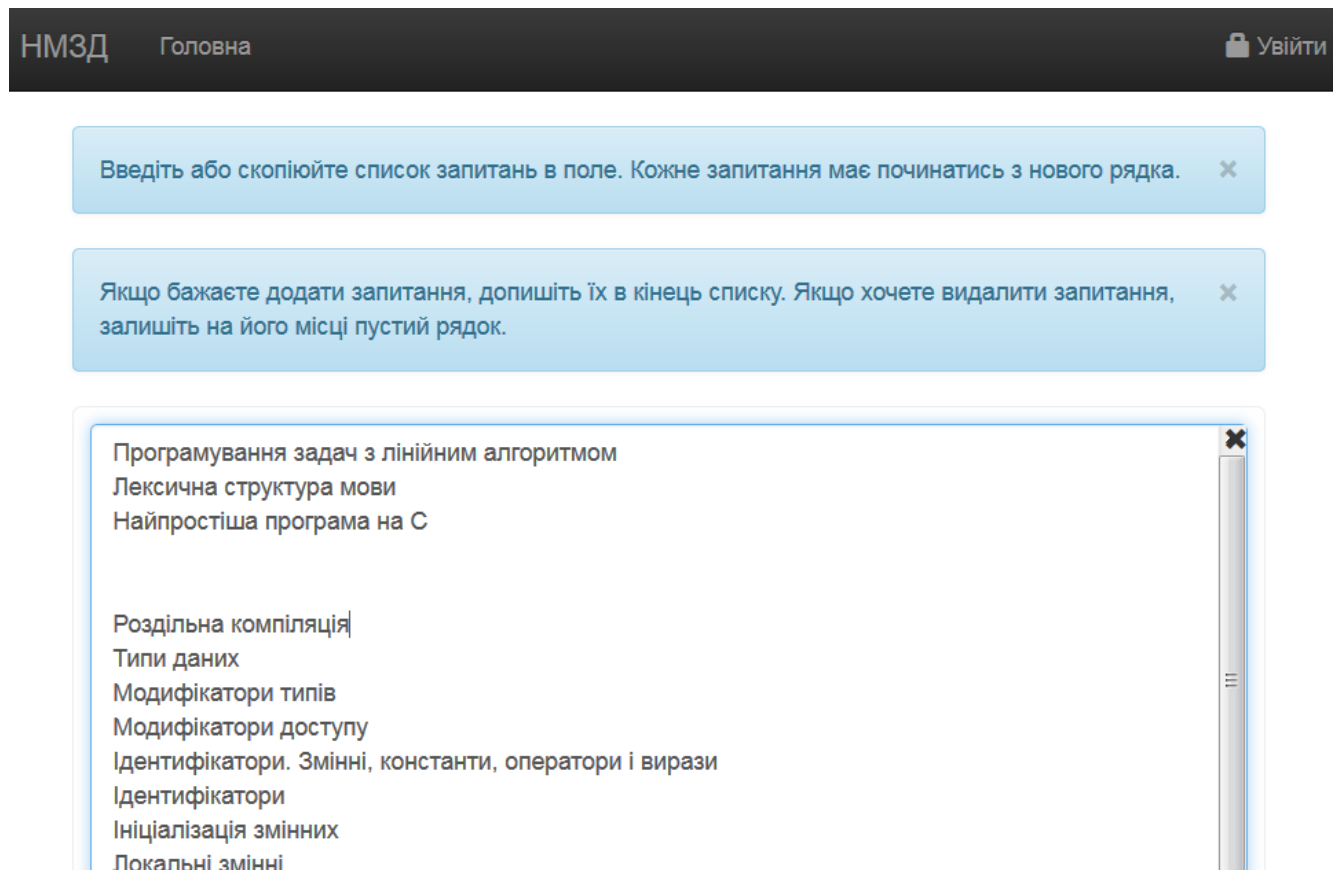 НМЗД Головна Увійти
Введіть або скопіюйте список запитань в поле. Кожне запитання має починатись з нового рядка.
Якщо бажаєте додати запитання, допишіть їх в кінець списку. Якщо хочете видалити запитання,
залишіть на його місці пустий рядок.
Програмування задач з лінійним алгоритмом
Лексична структура мови
Найпростіша програма на С
Роздільна компіляція
Типи даних
Модифікатори типів
Модифікатори доступу
Ідентифікатори. Змінні, константи, оператори і вирази
Ідентифікатори
Ініціалізація змінних
Локальні змінні